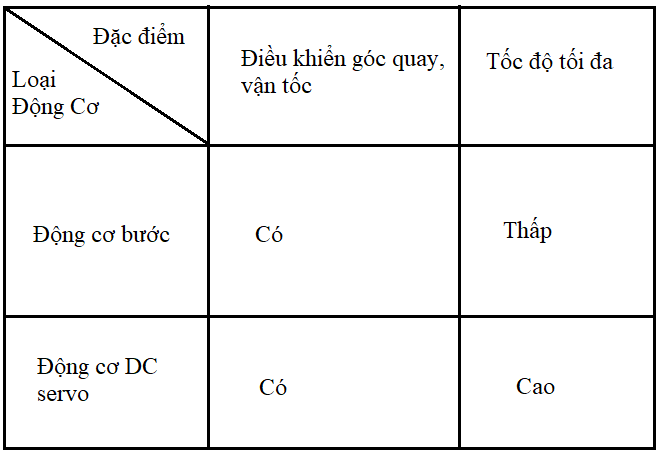 Đặc điểm
Loại
Động Cơ
Điều khiển góc quay,
vận tốc
Tốc độ tối đa
Động cơ bước
Có
Thấp
Động cơ DC
servo
Có
Cao